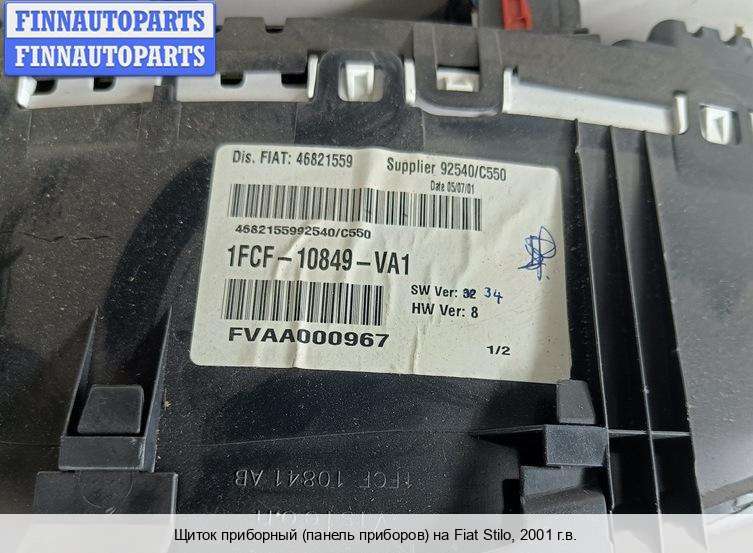 FINNAUTOPARTS
FINNAUTOPARTS
Dis. FIAT: 46821559
Supplier 92540/C550
Date 05/07/01
4682155992540/C550
1FCF-10849-VA1
SW Ver: 32 34
HW Ver: 8
FVAA000967
1/2
1FCF 10841 AB
Visteon
Щиток приборный (панель приборов) на Fiat Stilo, 2001 г.в.